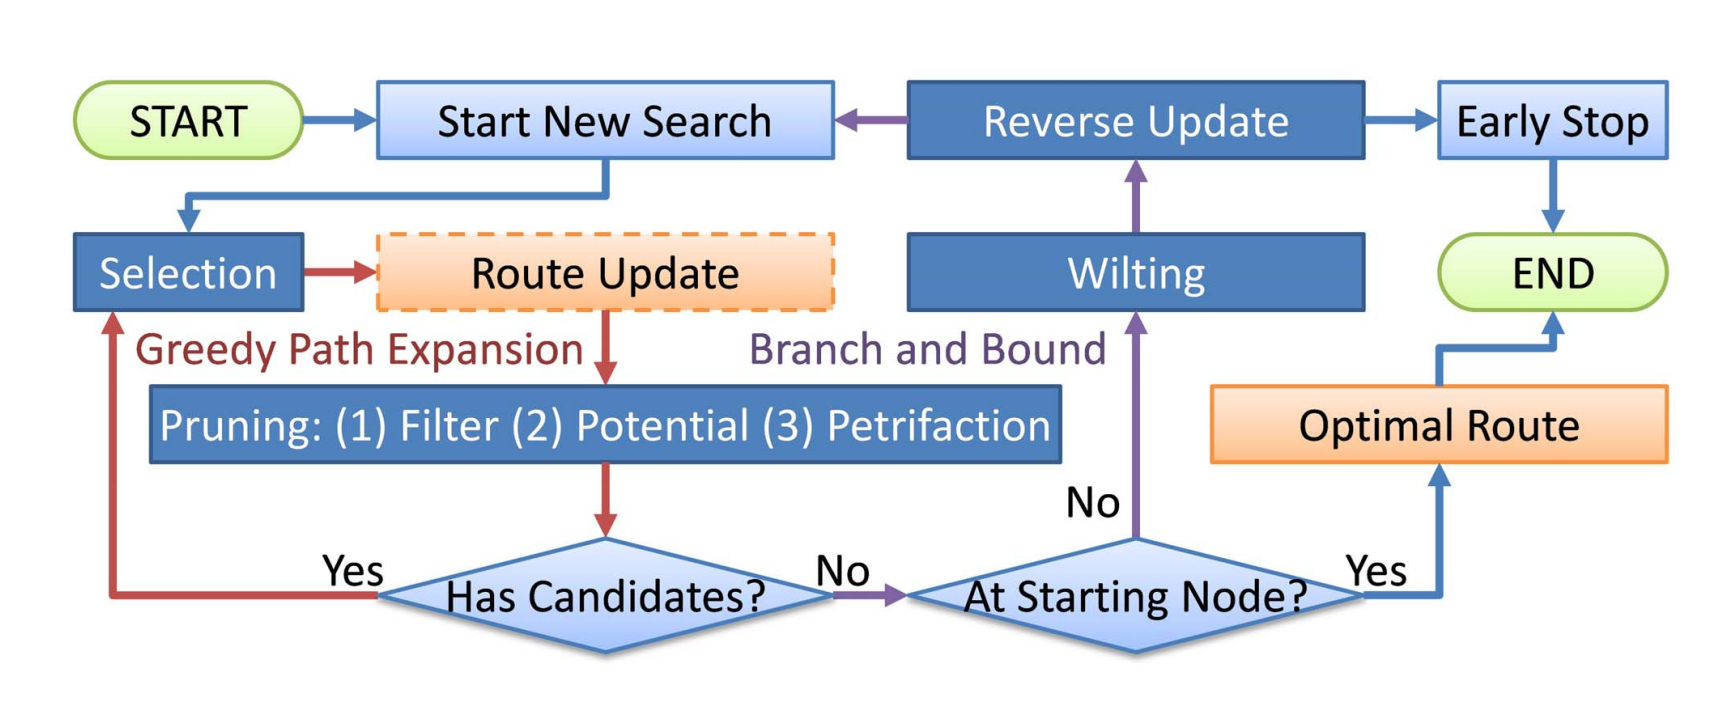 START
Start New Search
Reverse Update
Early Stop
Selection
Route Update
Wilting
END
Greedy Path Expansion
Branch and Bound
Pruning: (1) Filter (2) Potential (3) Petrifaction
Optimal Route
No
Yes
Has Candidates?
No
At Starting Node?
Yes